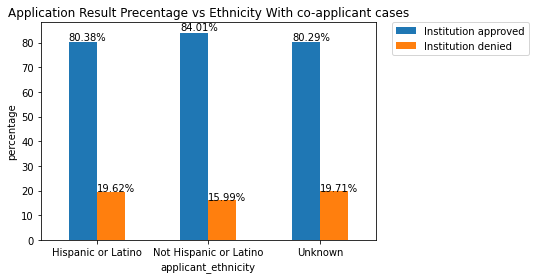 Application Result Precentage vs Ethnicity With co-applicant cases
Institution approved
Institution denied
percentage
80
70
60
50
40
30
20
10
0
80.38%
19.62%
84.01%
15.99%
80.29%
19.71%
Hispanic or Latino
Not Hispanic or Latino
Unknown
applicant_ethnicity